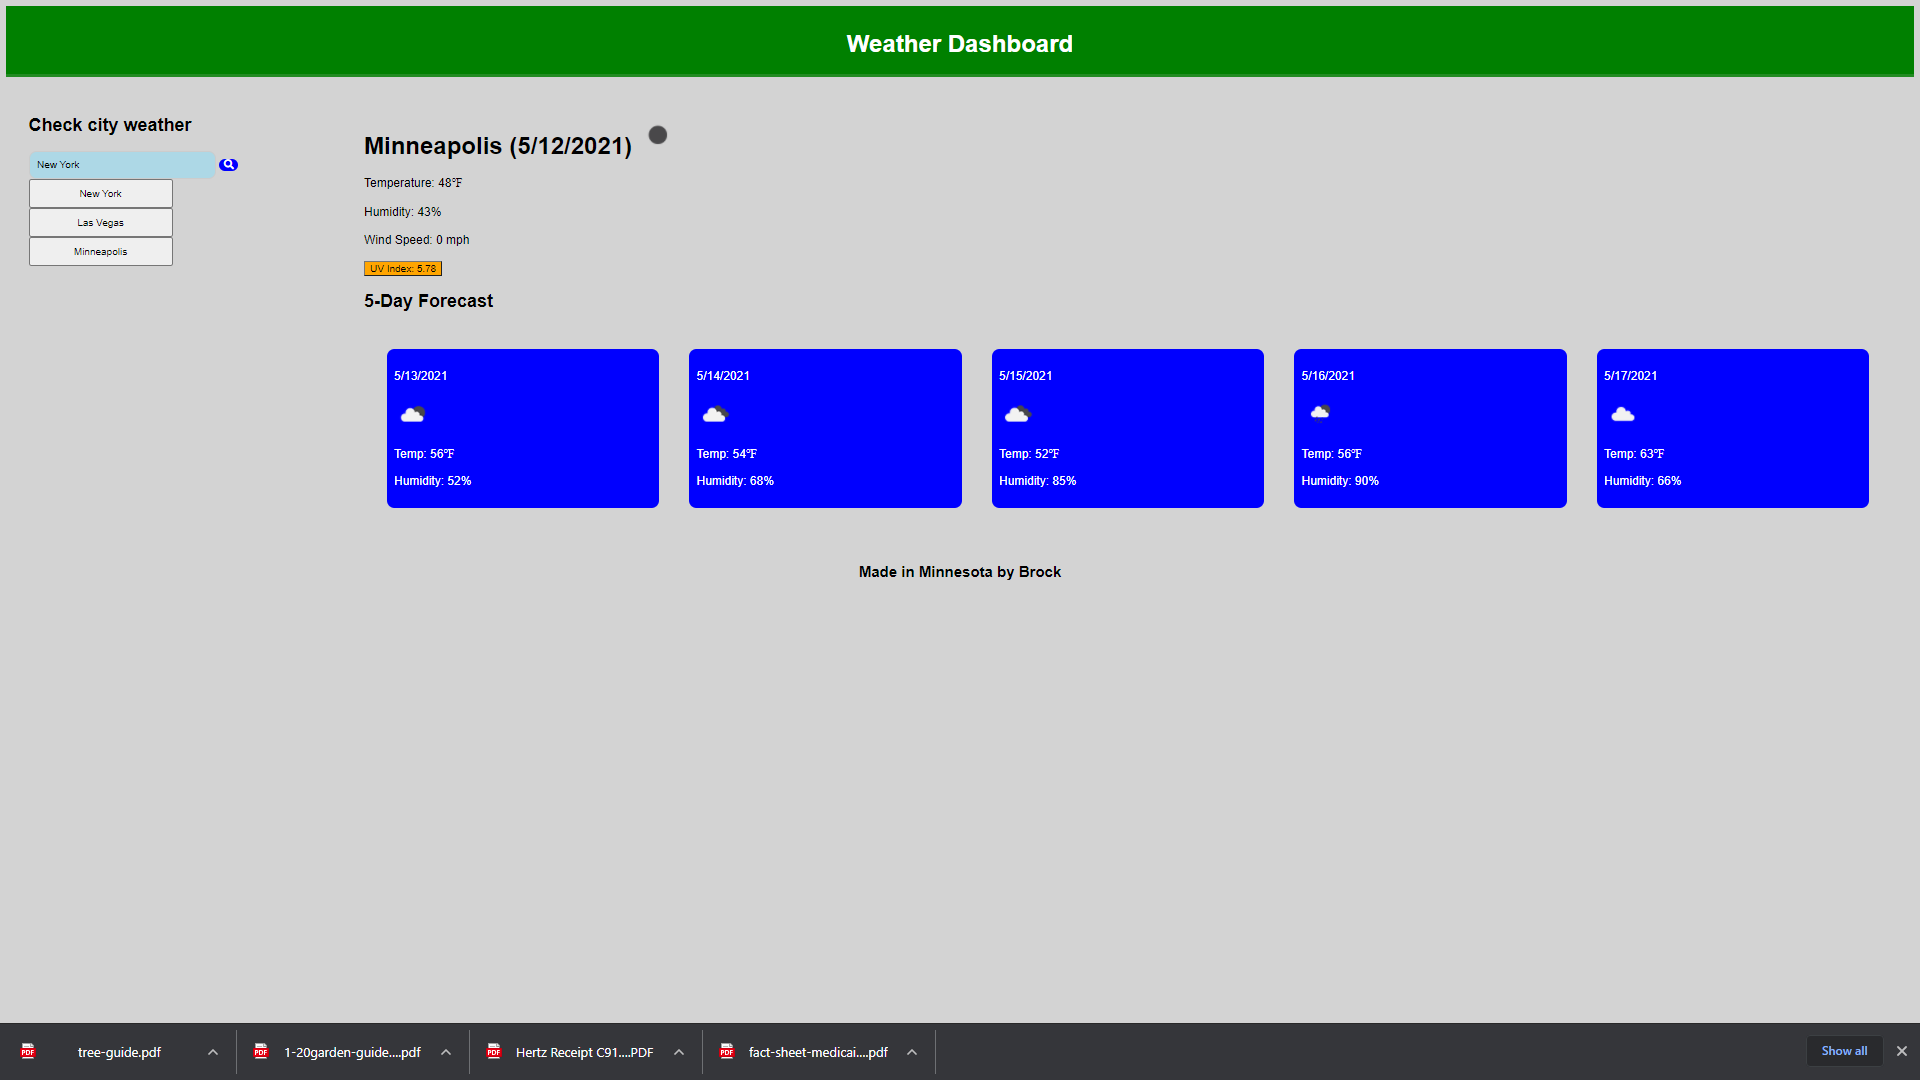 Weather Dashboard
Check city weather
New York
New York
Las Vegas
Minneapolis
Minneapolis (5/12/2021)
Temperature: 48°F
Humidity: 43%
Wind Speed: 0 mph
UV Index: 5.78
5-Day Forecast
5/13/2021
Temp: 56°F
Humidity: 52%
5/14/2021
Temp: 54°F
Humidity: 68%
5/15/2021
Temp: 52°F
Humidity: 85%
5/16/2021
Temp: 56°F
Humidity: 90%
5/17/2021
Temp: 63°F
Humidity: 66%
Made in Minnesota by Brock
PDF tree-guide.pdf
PDF 1-20garden-guide....pdf
PDF Hertz Receipt C91....PDF
PDF fact-sheet-medicai....pdf
Show all